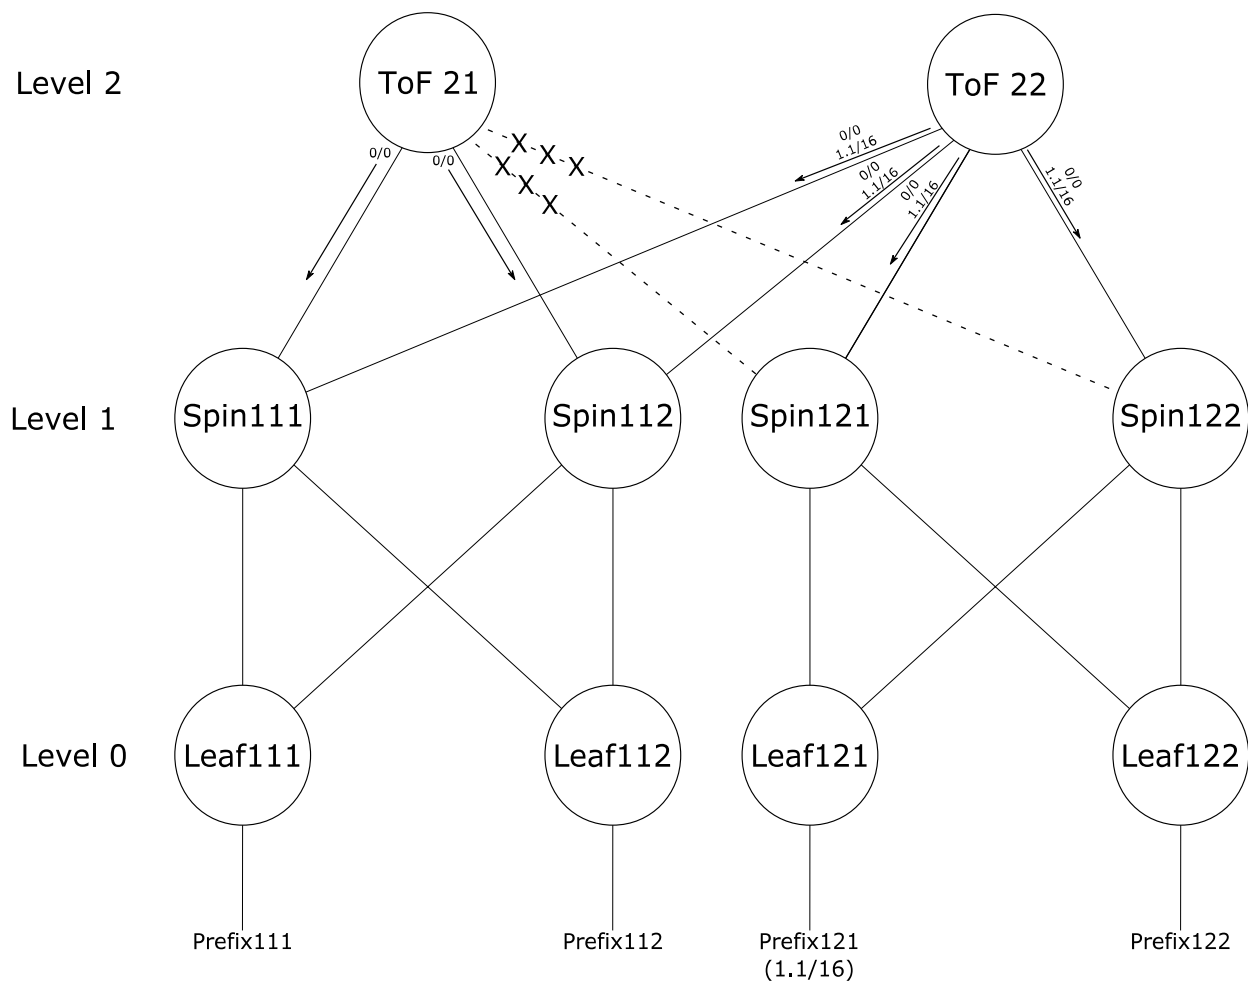 Level 2
ToF 21
ToF 22
0/0
0/0
X X X
X X X
0/0
1.1/16
0/0
1.1/16
0/0
1.1/16
0/0
1.1/16
Level 1
Spin111
Spin112
Spin121
Spin122
Level 0
Leaf111
Leaf112
Leaf121
Leaf122
Prefix111
Prefix112
Prefix121
(1.1/16)
Prefix122